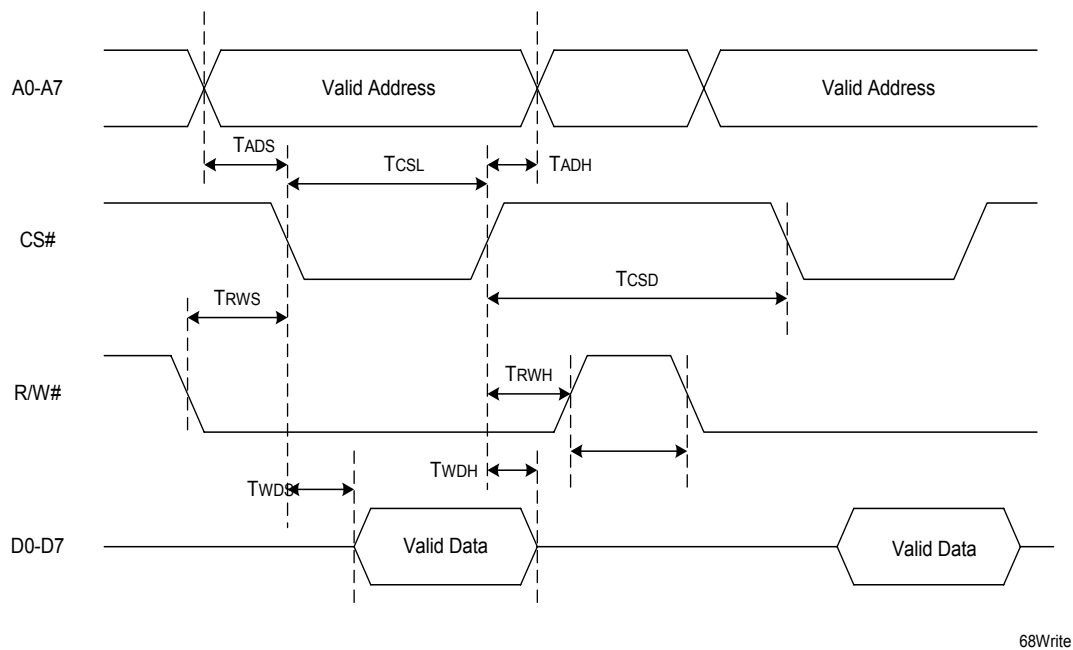 A0-A7
Valid Address
Valid Address
TADS
TCSL
TADH
CS#
TCSD
TRWS
R/W#
TRWH
TWDH
TWDS
D0-D7
Valid Data
Valid Data
68Write